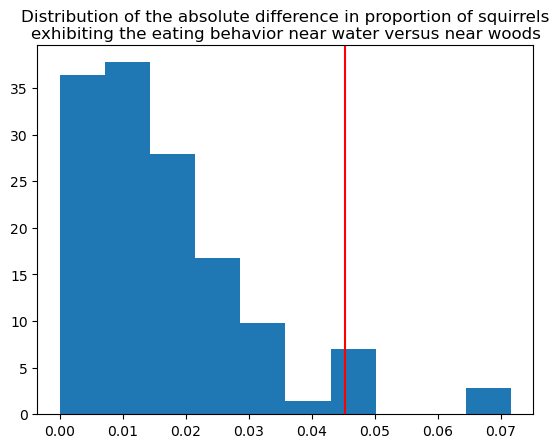 Distribution of the absolute difference in proportion of squirrels
exhibiting the eating behavior near water versus near woods
35
30
25
20
15
10
5
0
0.00 0.01 0.02 0.03 0.04 0.05 0.06 0.07